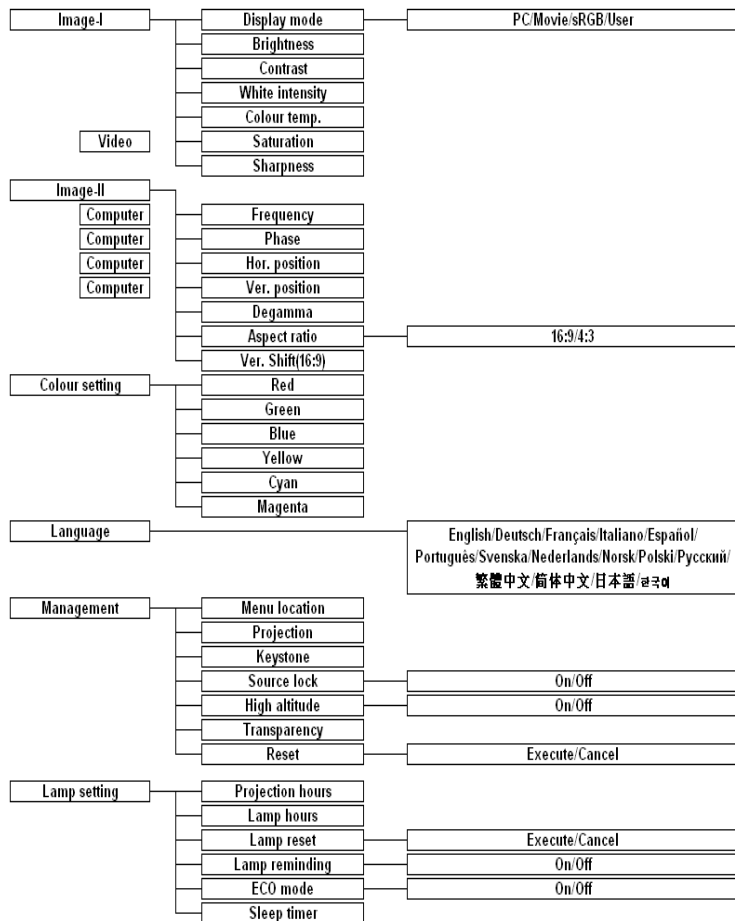 Image-I Display mode PC/Movie/sRGB/User
Brightness
Contrast
White intensity
Colour temp.
Video Saturation
Sharpness
Image-II
Computer Frequency
Computer Phase
Computer Hor. position
Computer Ver. position
Degamma
Aspect ratio 16:9/4:3
Ver. Shift(16:9)
Colour setting Red
Green
Blue
Yellow
Cyan
Magenta
Language English/Deutsch/Français/Italiano/Español/
Português/Svenska/Nederlands/Norsk/Polski/Русский/
繁體中文/简体中文/日本語/한국어
Management Menu location
Projection
Keystone
Source lock On/Off
High altitude On/Off
Transparency
Reset Execute/Cancel
Lamp setting Projection hours
Lamp hours
Lamp reset Execute/Cancel
Lamp reminding On/Off
ECO mode On/Off
Sleep timer